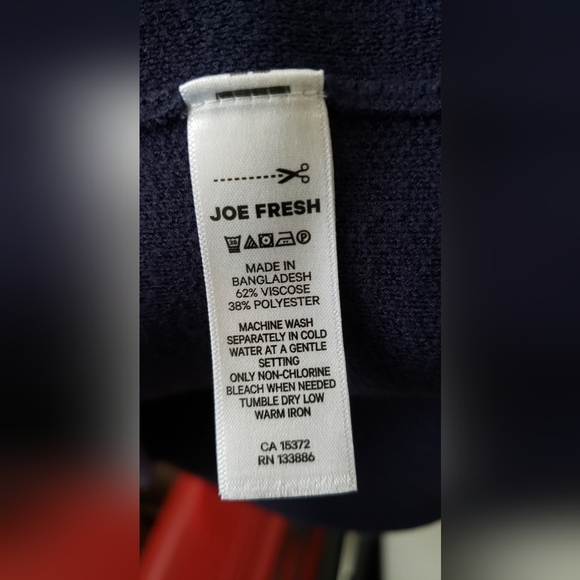 JOE FRESH
MADE IN
BANGLADESH
62% VISCOSE
38% POLYESTER
MACHINE WASH
SEPARATELY IN COLD
WATER AT A GENTLE
SETTING
ONLY NON-CHLORINE
BLEACH WHEN NEEDED
TUMBLE DRY LOW
WARM IRON
CA 15372
RN 133886